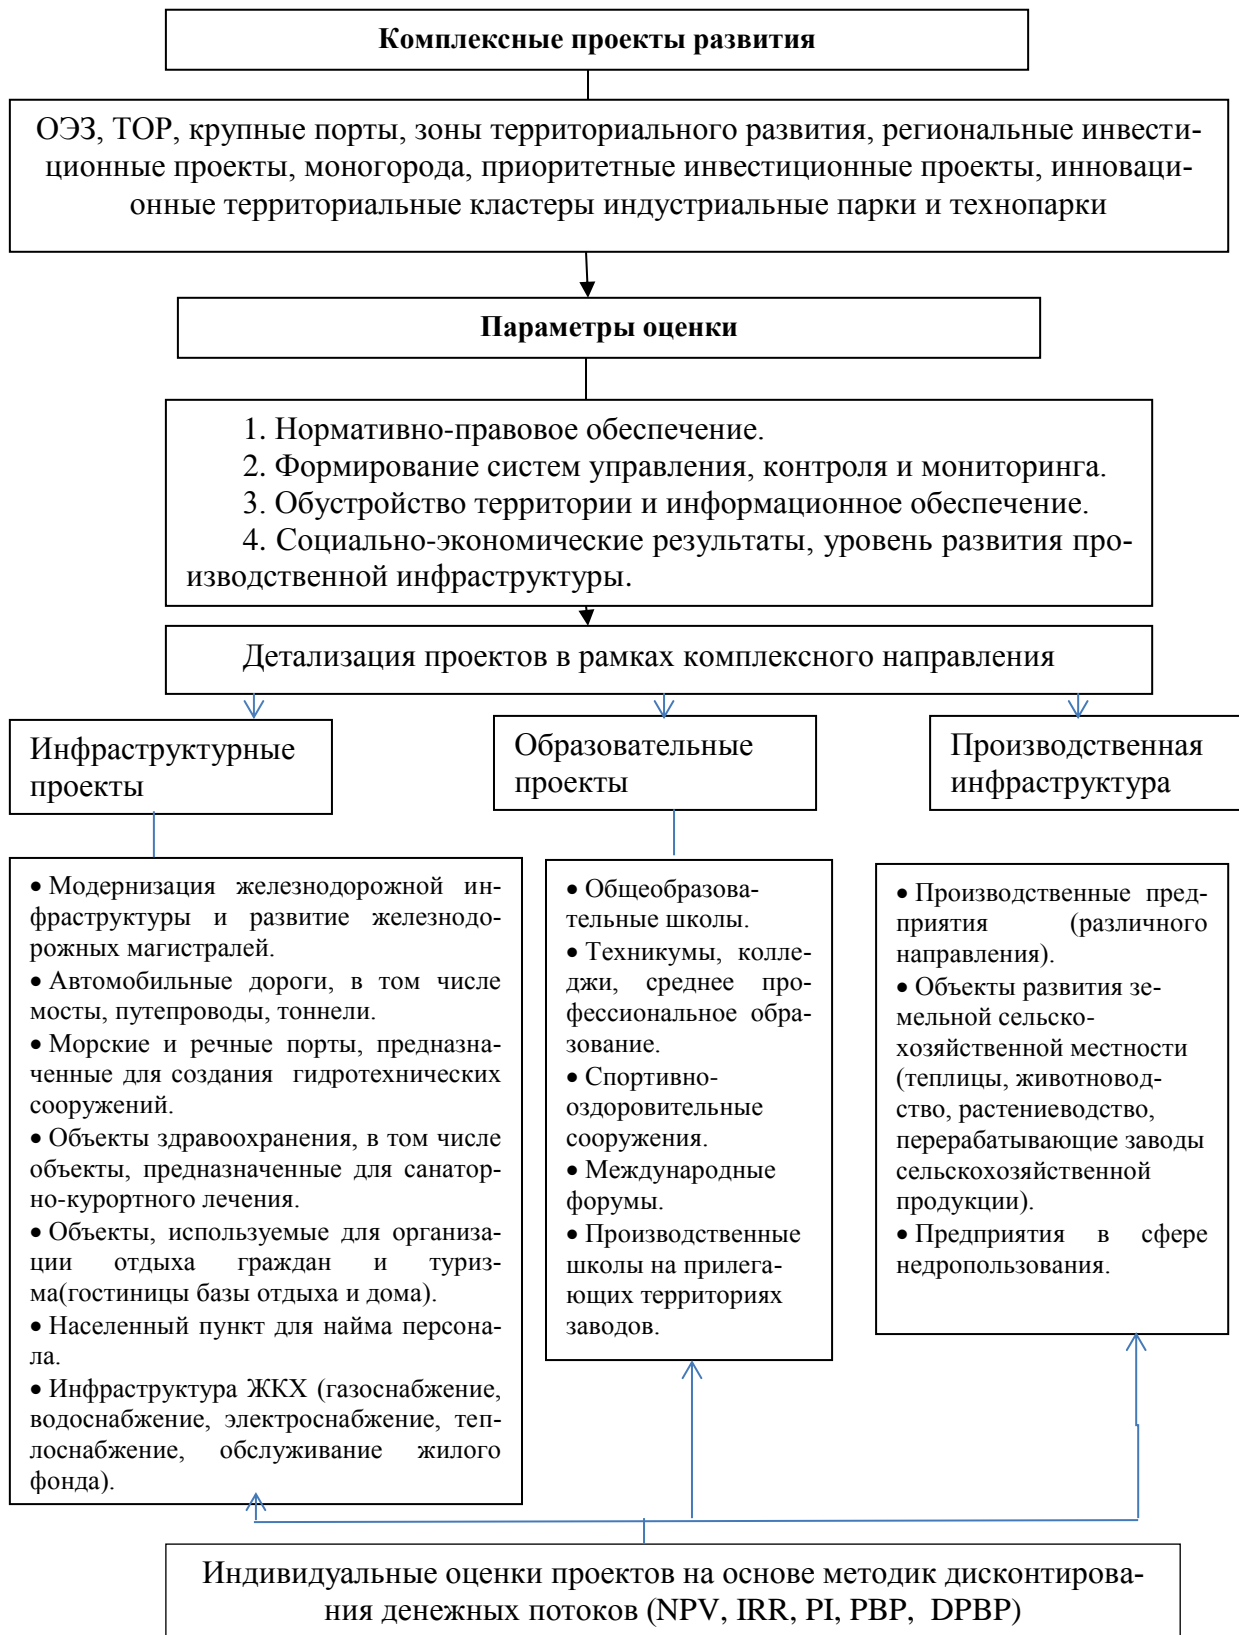 Комплексные проекты развития
ОЭЗ, ТОР, крупные порты, зоны территориального развития, региональные инвести-
ционные проекты, моногорода, приоритетные инвестиционные проекты, инноваци-
онные территориальные кластеры индустриальные парки и технопарки
Параметры оценки
1. Нормативно-правовое обеспечение.
2. Формирование систем управления, контроля и мониторинга.
3. Обустройство территории и информационное обеспечение.
4. Социально-экономические результаты, уровень развития про-
изводственной инфраструктуры.
Детализация проектов в рамках комплексного направления
Инфраструктурные
проекты
Образовательные
проекты
Производственная
инфраструктура
• Модернизация железнодорожной ин-
фраструктуры и развитие железнодо-
рожных магистралей.
• Автомобильные дороги, в том числе
мосты, путепроводы, тоннели.
• Морские и речные порты, предназна-
ченные для создания гидротехнических
сооружений.
• Объекты здравоохранения, в том числе
объекты, предназначенные для санатор-
но-курортного лечения.
• Объекты, используемые для организа-
ции отдыха граждан и туриз-
ма(гостиницы базы отдыха и дома).
• Населенный пункт для найма персона-
ла.
• Инфраструктура ЖКХ (газоснабжение,
водоснабжение, электроснабжение, теп-
лоснабжение, обслуживание жилого
фонда).
• Общеобразова-
тельные школы.
• Техникумы, колле-
джи, среднее про-
фессиональное обра-
зование.
• Спортивно-
оздоровительные
сооружения.
• Международные
форумы.
• Производственные
школы на прилега-
ющих территориях
заводов.
• Производственные пред-
приятия (различного
направления).
• Объекты развития зе-
мельной сельско-
хозяйственной местности
(теплицы, животновод-
ство, растениеводство,
перерабатывающие заводы
сельскохозяйственной
продукции).
• Предприятия в сфере
недропользования.
Индивидуальные оценки проектов на основе методик дисконтирова-
ния денежных потоков (NPV, IRR, PI, PBP, DPBP)